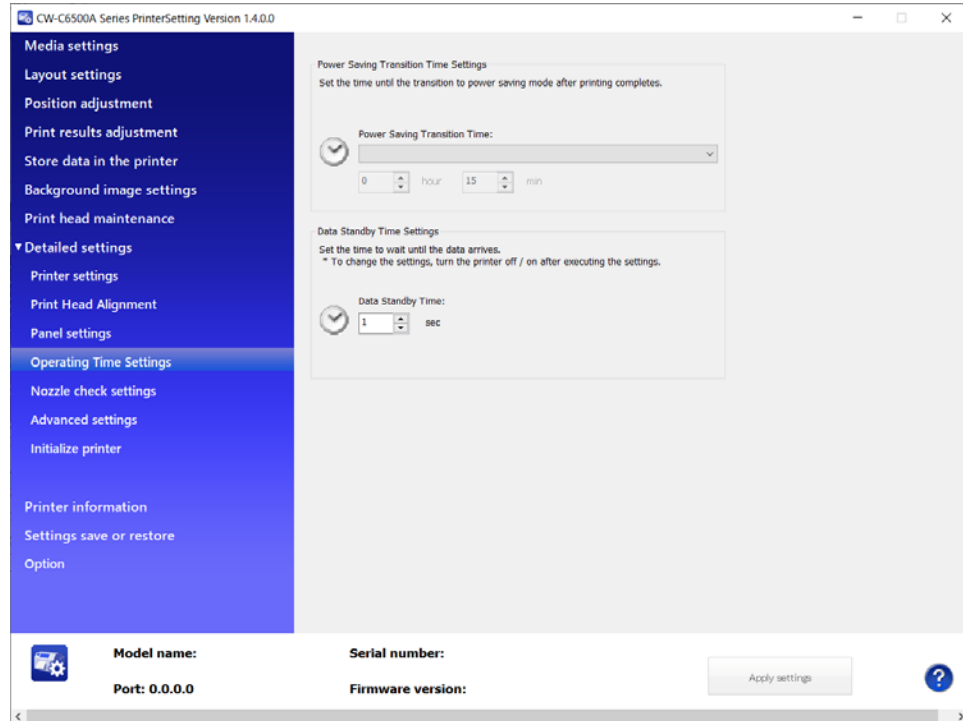 CW-C6500A Series PrinterSetting Version 1.4.0.0
Media settings
Layout settings
Position adjustment
Print results adjustment
Store data in the printer
Background image settings
Print head maintenance
Detailed settings
Printer settings
Print Head Alignment
Panel settings
Operating Time Settings
Nozzle check settings
Advanced settings
Initialize printer
Printer information
Settings save or restore
Option
Power Saving Transition Time Settings
Set the time until the transition to power saving mode after printing completes.
Power Saving Transition Time:
0 hour 15 min
Data Standby Time Settings
Set the time to wait until the data arrives.
* To change the settings, turn the printer off / on after executing the settings.
Data Standby Time:
1 sec
Model name:
Serial number:
Port: 0.0.0.0
Firmware version:
Apply settings
?